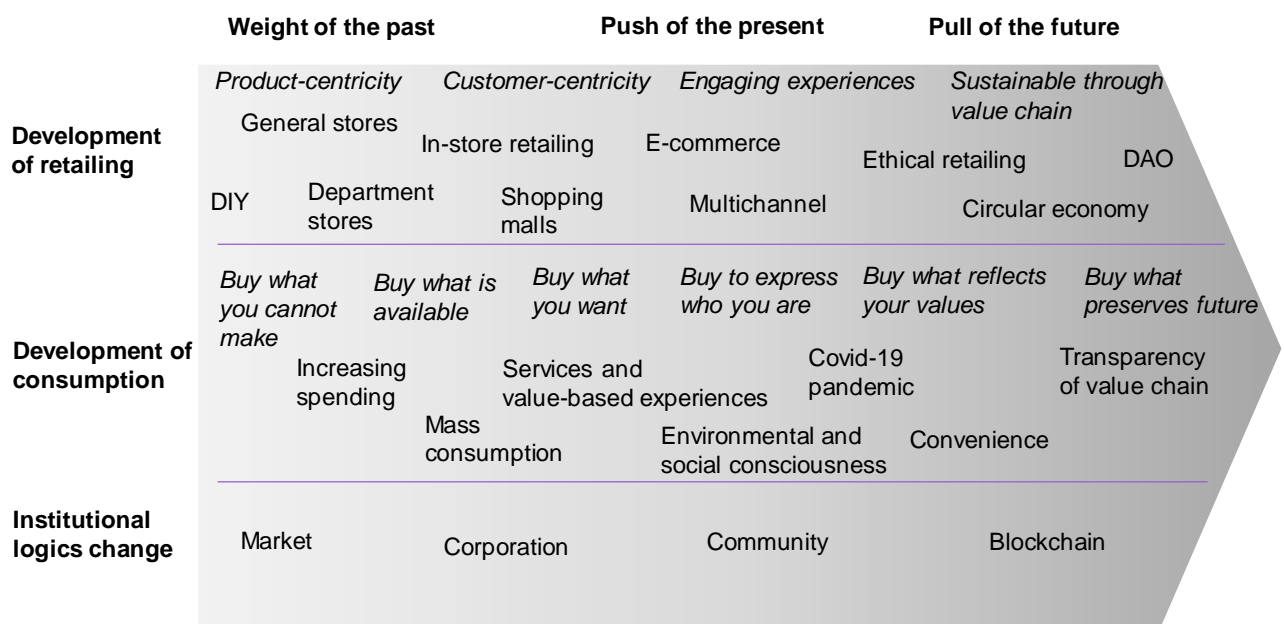 Weight of the past
Push of the present
Pull of the future
Development
of retailing
Product-centricity
Customer-centricity
Engaging experiences
Sustainable through
value chain
General stores
In-store retailing
E-commerce
Ethical retailing
DAO
DIY
Department
stores
Shopping
malls
Multichannel
Circular economy
Development of
consumption
Buy what
you cannot
make
Buy what is
available
Buy what
you want
Buy to express
who you are
Buy what reflects
your values
Buy what
preserves future
Increasing
spending
Services and
value-based experiences
Covid-19
pandemic
Transparency
of value chain
Mass
consumption
Environmental and
social consciousness
Convenience
Institutional
logics change
Market
Corporation
Community
Blockchain